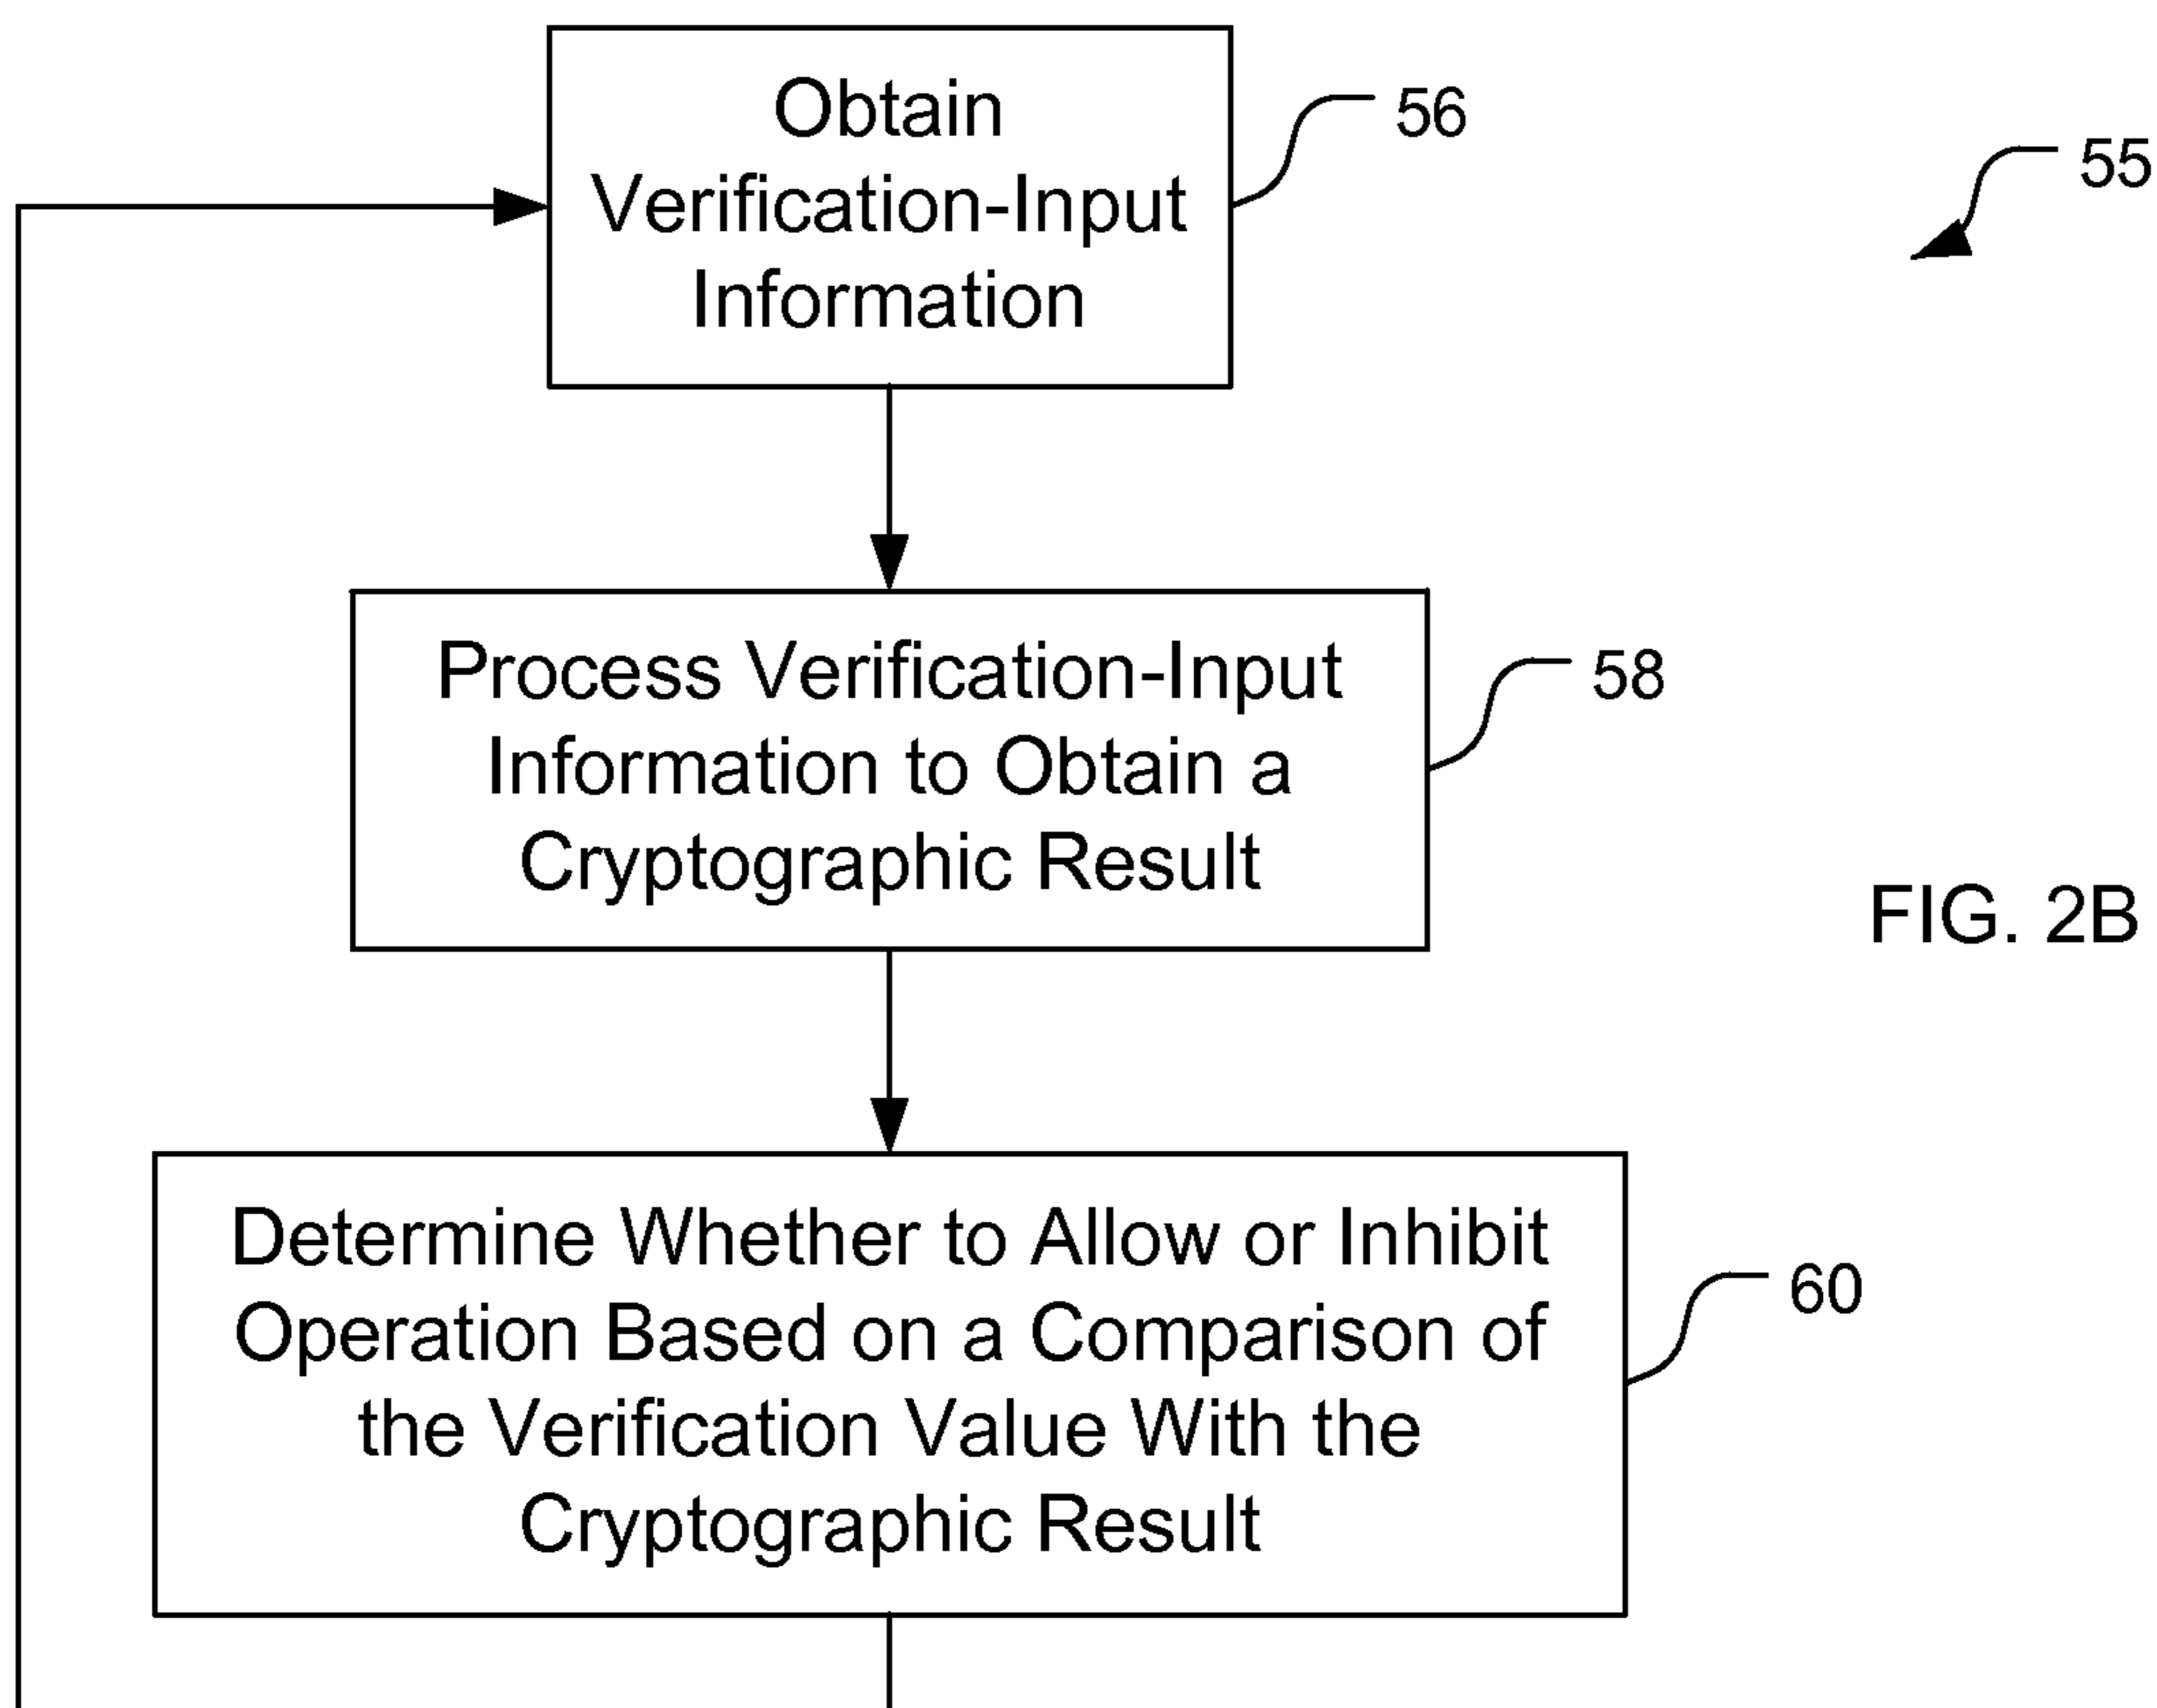 Obtain
Verification-Input
Information
56
55
Process Verification-Input
Information to Obtain a
Cryptographic Result
58
FIG. 2B
Determine Whether to Allow or Inhibit
Operation Based on a Comparison of
the Verification Value With the
Cryptographic Result
60